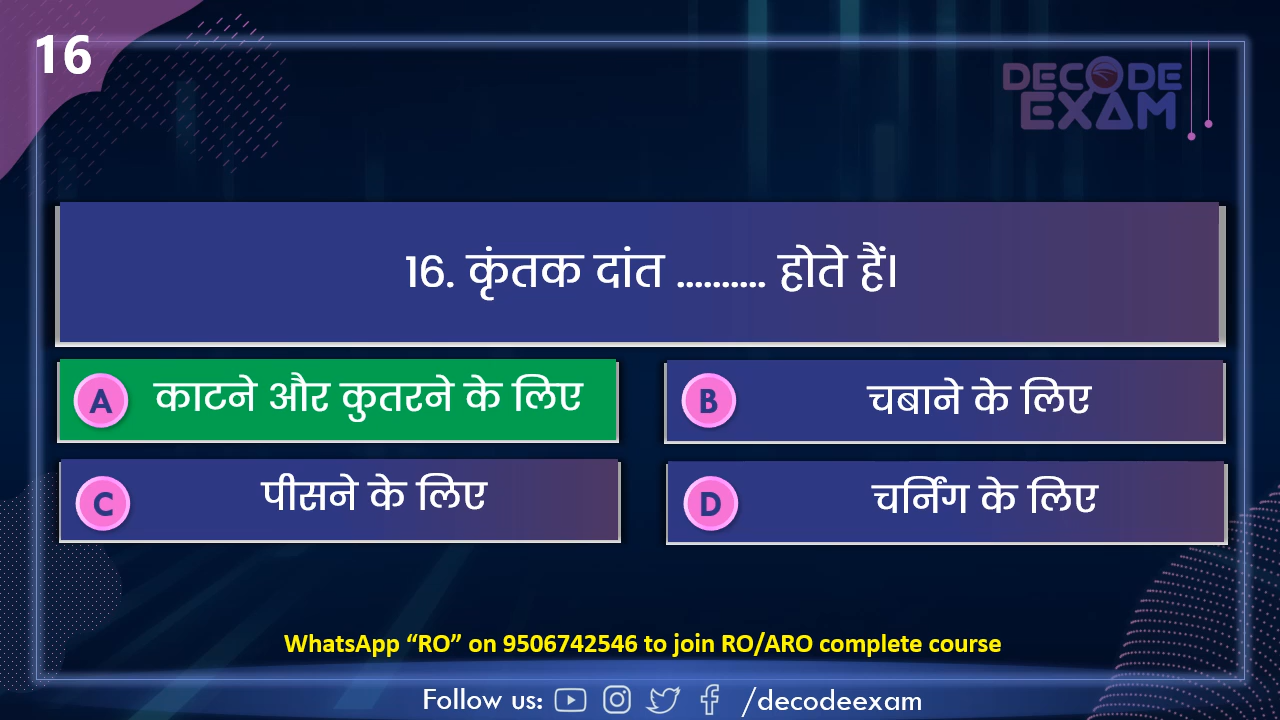 16
DECODE
EXAM
16. कृंतक दांत .......... होते हैं।
A काटने और कुतरने के लिए
B चबाने के लिए
C पीसने के लिए
D चर्निंग के लिए
WhatsApp “RO” on 9506742546 to join RO/ARO complete course
Follow us: /decodeexam